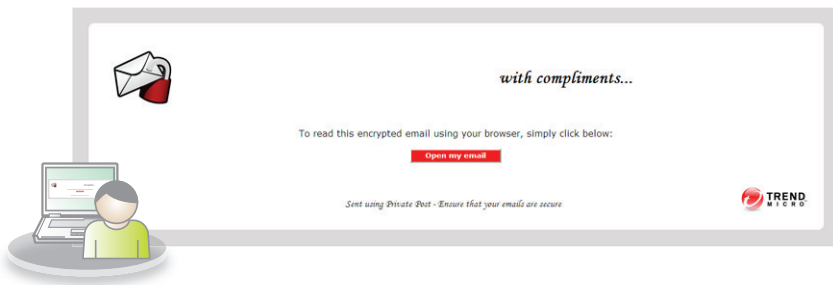 with compliments...
To read this encrypted email using your browser, simply click below:
Open my email
Sent using Private Post - Ensure that your emails are secure
TREND
MICRO